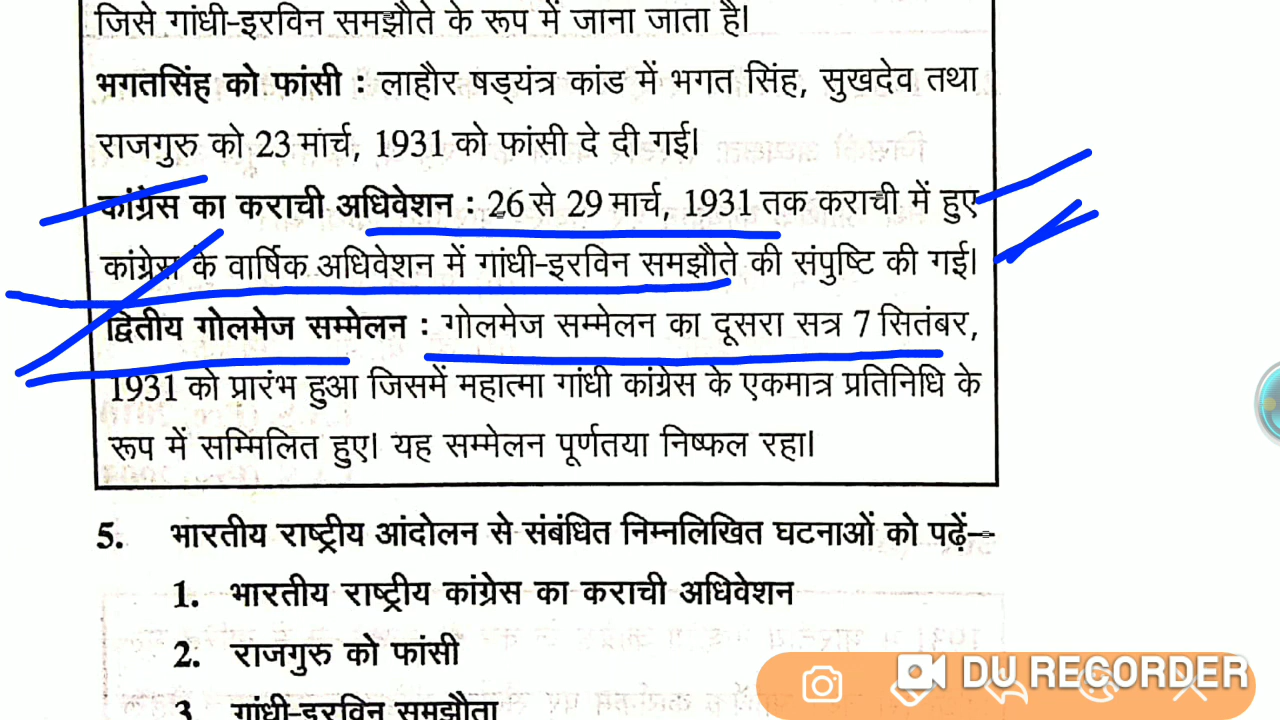 जिसे गांधी-इरविन समझौते के रूप में जाना जाता है।
भगतसिंह को फांसी : लाहौर षड्यंत्र कांड में भगत सिंह, सुखदेव तथा
राजगुरु को 23 मार्च, 1931 को फांसी दे दी गई।
कांग्रेस का कराची अधिवेशन : 26 से 29 मार्च, 1931 तक कराची में हुए
कांग्रेस के वार्षिक अधिवेशन में गांधी-इरविन समझौते की संपुष्टि की गई।
द्वितीय गोलमेज सम्मेलन : गोलमेज सम्मेलन का दूसरा सत्र 7 सितंबर,
1931 को प्रारंभ हुआ जिसमें महात्मा गांधी कांग्रेस के एकमात्र प्रतिनिधि के
रूप में सम्मिलित हुए। यह सम्मेलन पूर्णतया निष्फल रहा।
5. भारतीय राष्ट्रीय आंदोलन से संबंधित निम्नलिखित घटनाओं को पढ़ें–
1. भारतीय राष्ट्रीय कांग्रेस का कराची अधिवेशन
2. राजगुरु को फांसी
3. गांधी-इरविन समझौता
DU RECORDER